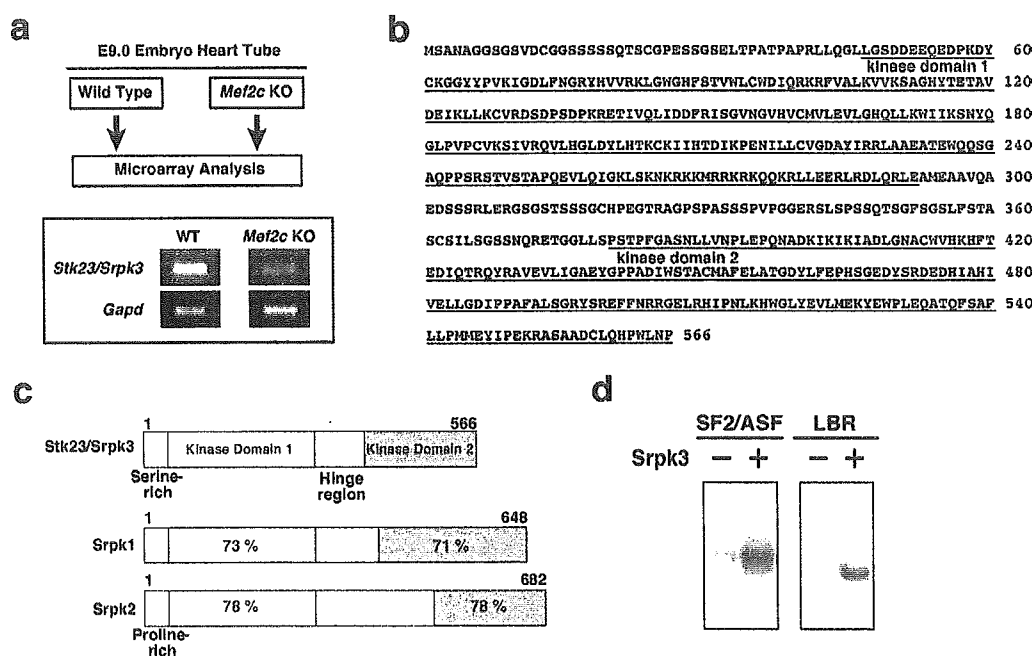 a
E9.0 Embryo Heart Tube
Wild Type
Mef2c KO
Microarray Analysis
WT Mef2c KO
Stk23/Srpk3
Gapd
b
MSANAGGSGSVDCGGSSSSSQTSCGPESSGSELTPATPAPRLLQGLLGSDDEEQEDPKDY 60
kinase domain 1
CKGGYYPVKIGDLFNGRYHVVRKLGWGHFSTVWLCWDIQRKRFVALKVVKSAGHYTETAV 120
DEIKLLKCVRDSDPSDPKRETIVQLIDDFRISGVNGVHVCMVLEVLGHQLLKWIIKSNYQ 180
GLPVPCVKSIVRQVLHGLDYLHTKCKIIHTDIKPENILLCVGDAYIRRLAAEATEWQQSG 240
AQPPSRSTVSTAPQEVLQIGKLSKNKRKKMRRKRKQQKRLLEERLRDLQRLEAMEAAVQA 300
EDSSSRLERGSGSTSSSGCHPEGTRAGPSPASSSPVPGGERSLSPSSQTSGFSGSLFSTA 360
SCSILSGSSNQRETGGLLSPSTPFGASNLLVNPLEPQNADKIKIKIADLGNACWVHKHFT 420
kinase domain 2
EDIQTRQYRAVEVLIGAEYGPPADIWSTACMAFELATGDYLFEPHSGEDYSRDEDHIAHI 480
VELLGDIPPAFALSGRYSREFFNRRGELRHIPNLKHWGLYEVLMEKYEWPLEQATQFSAF 540
LLPMMEYIPEKRASAADCLQHPWLNP 566
c
1 566
Stk23/Srpk3 Kinase Domain 1 Kinase Domain 2
Serine-
rich
Hinge
region
1 648
Srpk1 73 % 71 %
1 682
Srpk2 78 % 78 %
Proline-
rich
d
SF2/ASF LBR
Srpk3 − + − +